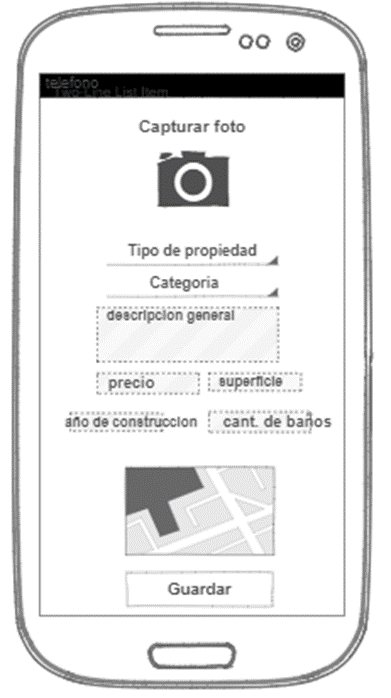 telefono
Two-Line List Item
Capturar foto
Tipo de propiedad
Categoria
descripcion general
precio superficie
año de construccion cant. de baños
Guardar